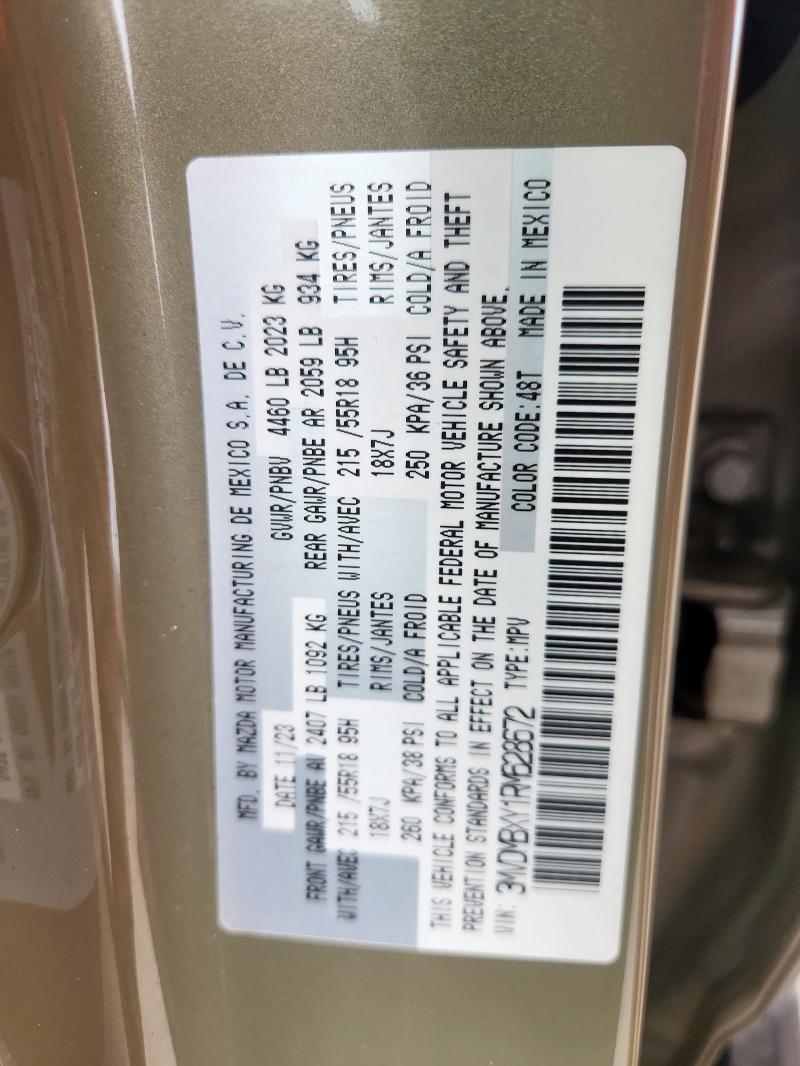 MFD. BY MAZDA MOTOR MANUFACTURING DE MEXICO S.A. DE C.V.
DATE 11/23 GVWR/PNBV 4460 LB 2023 KG
FRONT GAWR/PNBE AV 2407 LB 1092 KG REAR GAWR/PNBE AR 2059 LB 934 KG
WITH/AVEC 215 /55R18 95H TIRES/PNEUS WITH/AVEC 215 /55R18 95H TIRES/PNEUS
18X7J RIMS/JANTES 18X7J RIMS/JANTES
260 KPA/38 PSI COLD/A FROID 250 KPA/36 PSI COLD/A FROID
THIS VEHICLE CONFORMS TO ALL APPLICABLE FEDERAL MOTOR VEHICLE SAFETY AND THEFT
PREVENTION STANDARDS IN EFFECT ON THE DATE OF MANUFACTURE SHOWN ABOVE.
VIN: 3MVDMBXY1RM628672 TYPE:MPV COLOR CODE:48T MADE IN MEXICO